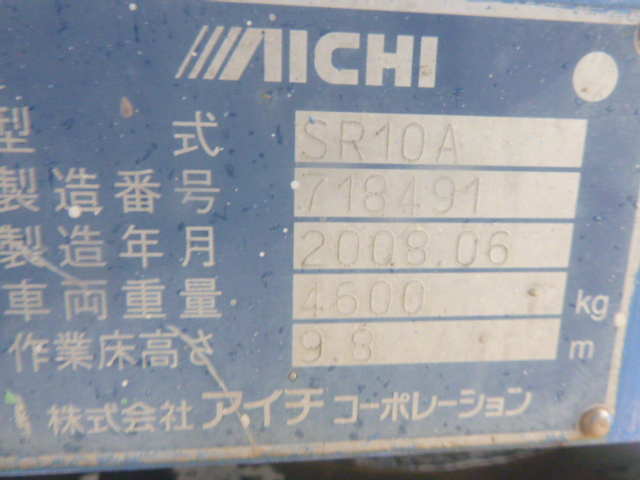 AICHI
型式 SR10A
製造番号 718491
製造年月 2008.06
車両重量 4600 kg
作業床高さ 9.8 m
株式会社 アイチ コーポレーション